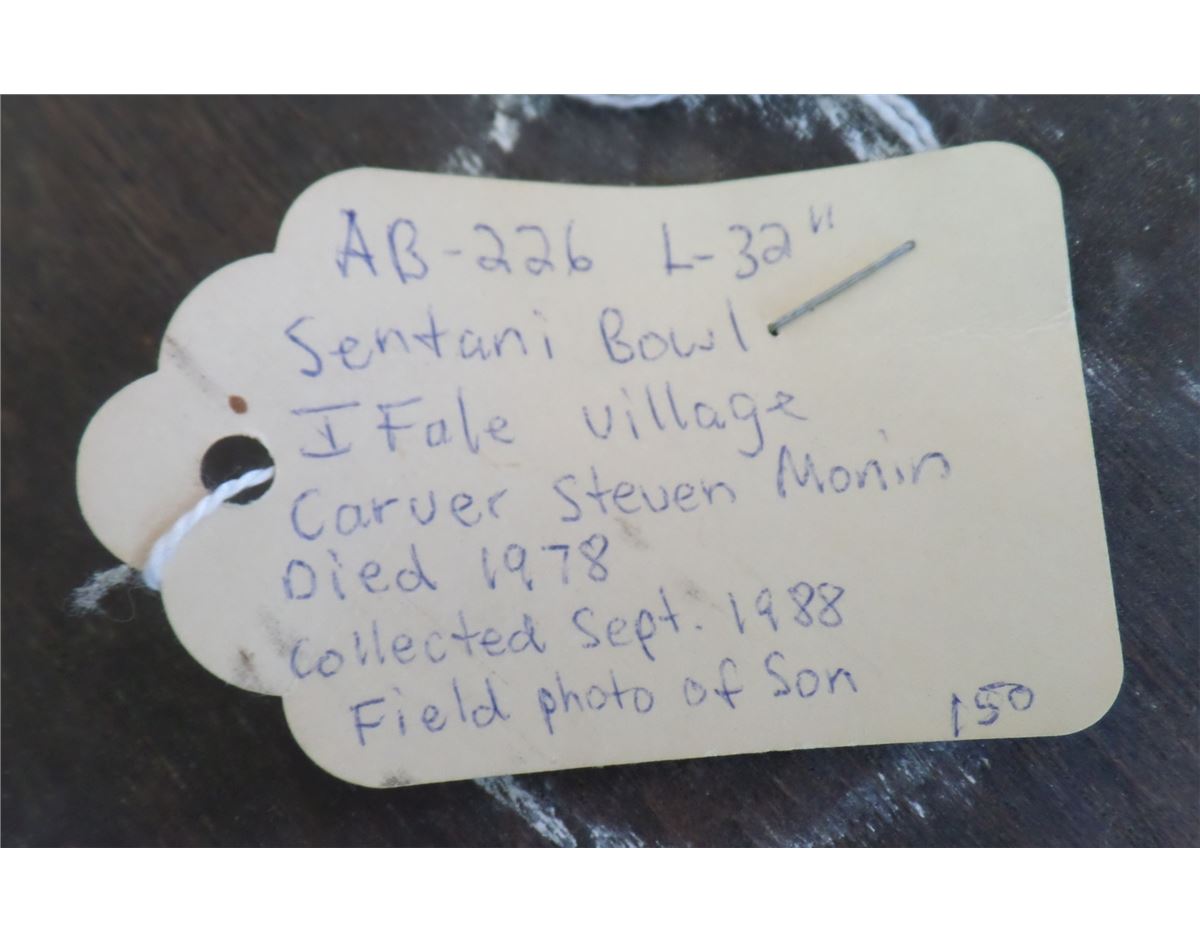 AB-226 L-32"
Sentani Bowl
I Fale village
Carver Steven Monin
Died 1978
Collected Sept. 1988
Field photo of Son
150